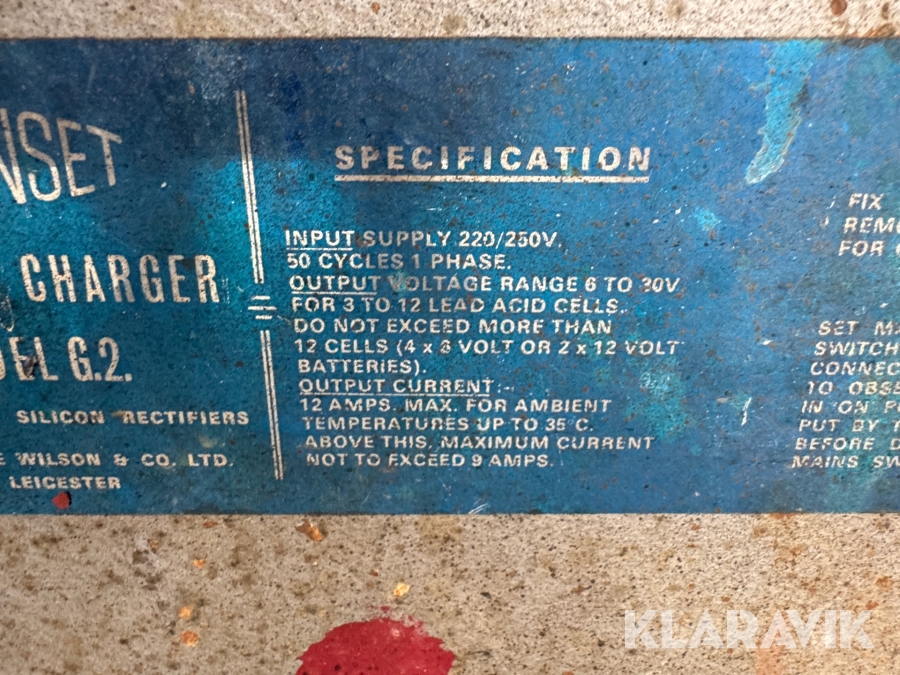 NSET
CHARGER
DEL G.2.
SILICON RECTIFIERS
WILSON & CO. LTD.
LEICESTER
SPECIFICATION
INPUT SUPPLY 220/250V.
50 CYCLES 1 PHASE.
OUTPUT VOLTAGE RANGE 6 TO 30V
FOR 3 TO 12 LEAD ACID CELLS.
DO NOT EXCEED MORE THAN
12 CELLS (4 x 6 VOLT OR 2 x 12 VOLT
BATTERIES).
OUTPUT CURRENT:-
12 AMPS. MAX. FOR AMBIENT
TEMPERATURES UP TO 35°C.
ABOVE THIS, MAXIMUM CURRENT
NOT TO EXCEED 9 AMPS.
FIX
REMO
FOR
SET MA
SWITCH
CONNEC
TO OBSE
IN 'ON' P
PUT BY T
BEFORE D
MAINS SW
KLARAVIK